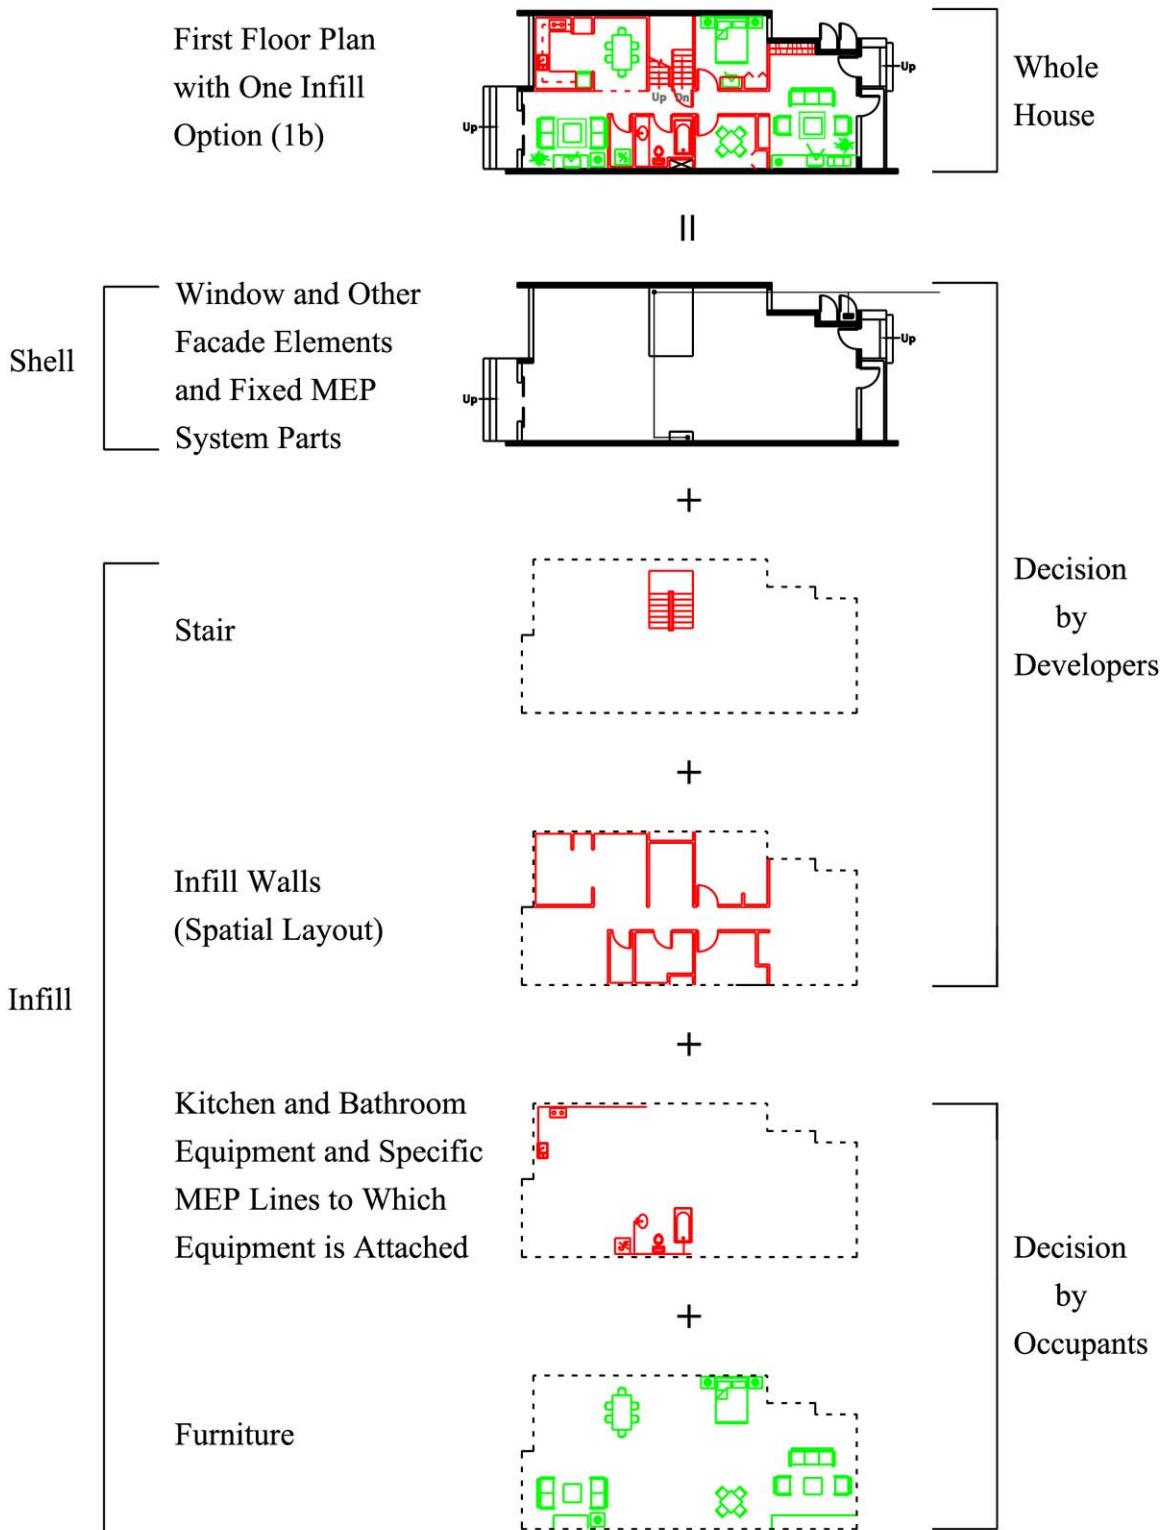 First Floor Plan
with One Infill
Option (1b)
Up
Up
Up Dn
Whole
House
Shell
Window and Other
Facade Elements
and Fixed MEP
System Parts
Up
Up
+
Stair
Decision
by
Developers
+
Infill Walls
(Spatial Layout)
Infill
+
Kitchen and Bathroom
Equipment and Specific
MEP Lines to Which
Equipment is Attached
Decision
by
Occupants
+
Furniture